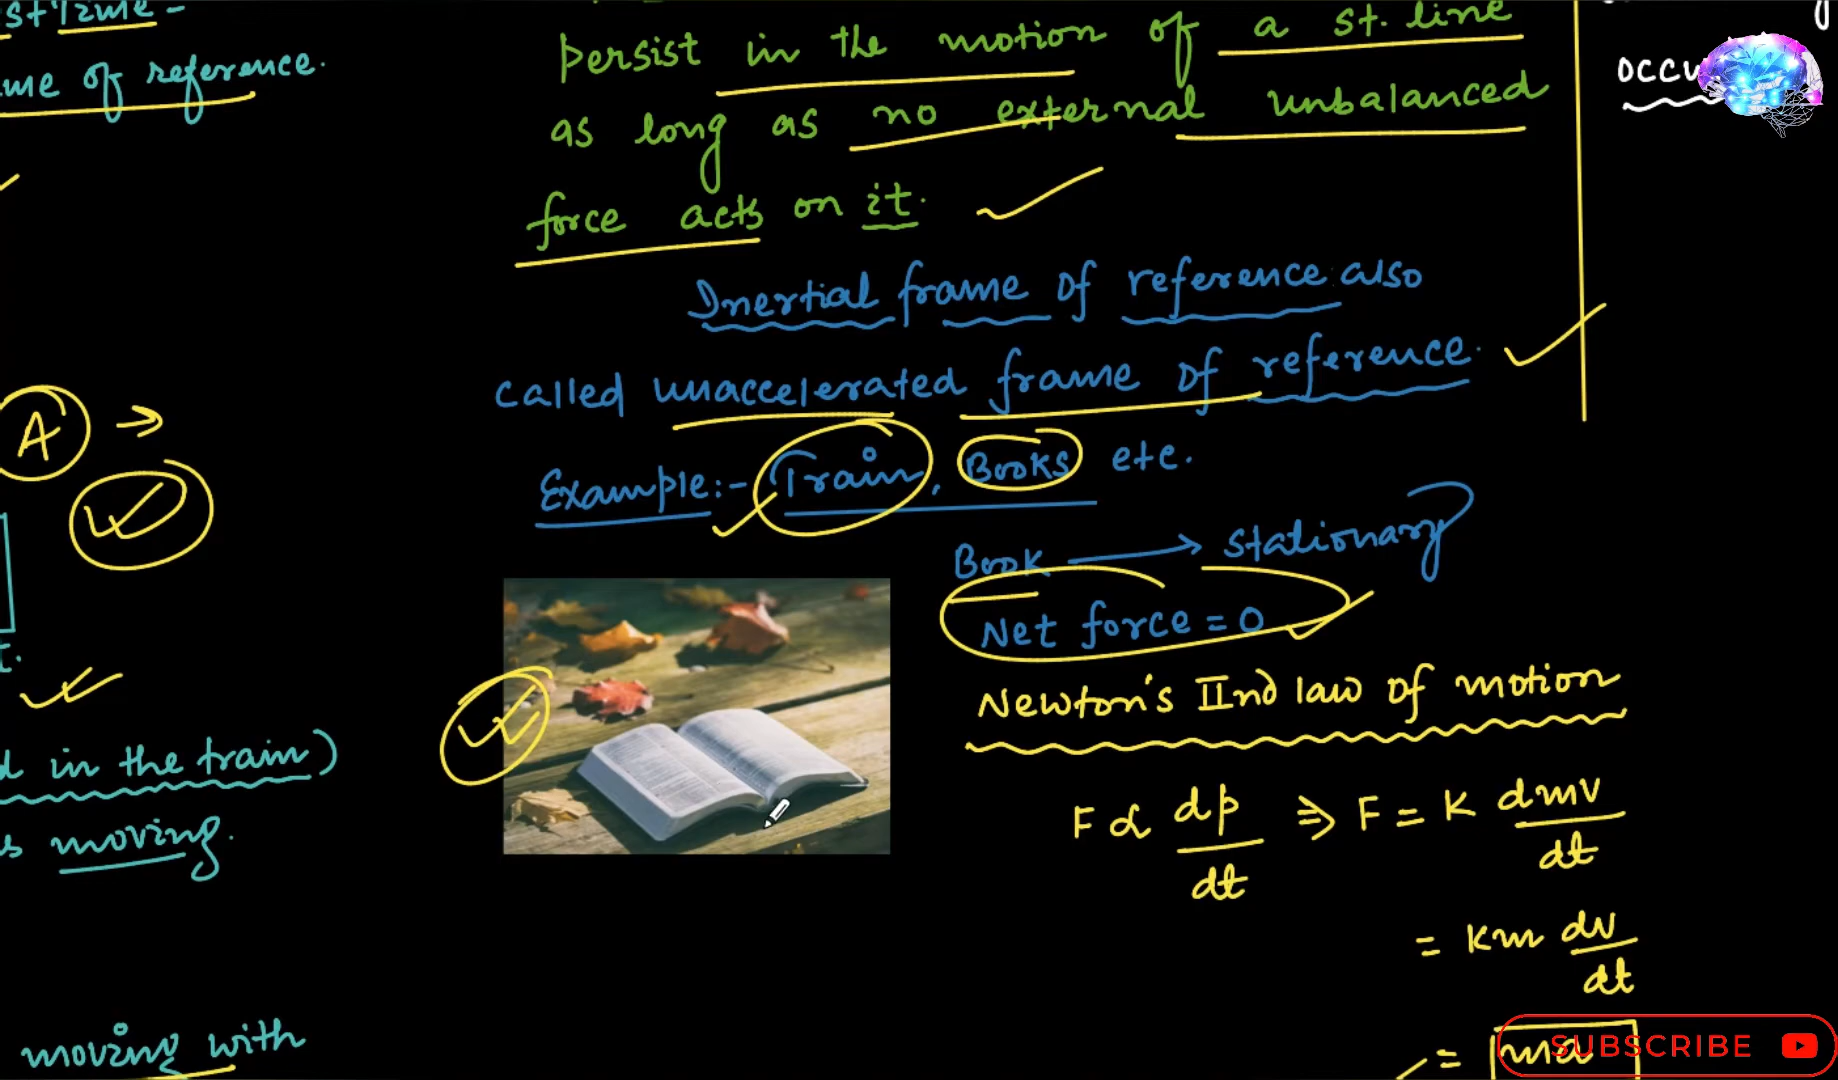 me of reference.
Persist in the motion of a st. line
as long as no external unbalanced
force acts on it.
Inertial frame of reference also
called unaccelerated frame of reference.
Example:- Train, Books etc.
Book → stationary
Net force = 0
Newton's IInd law of motion
F ∝ dp/dt ⇒ F = K dmv/dt
= Km dv/dt
= ma
A →
d in the train)
s moving.
moving with
SUBSCRIBE